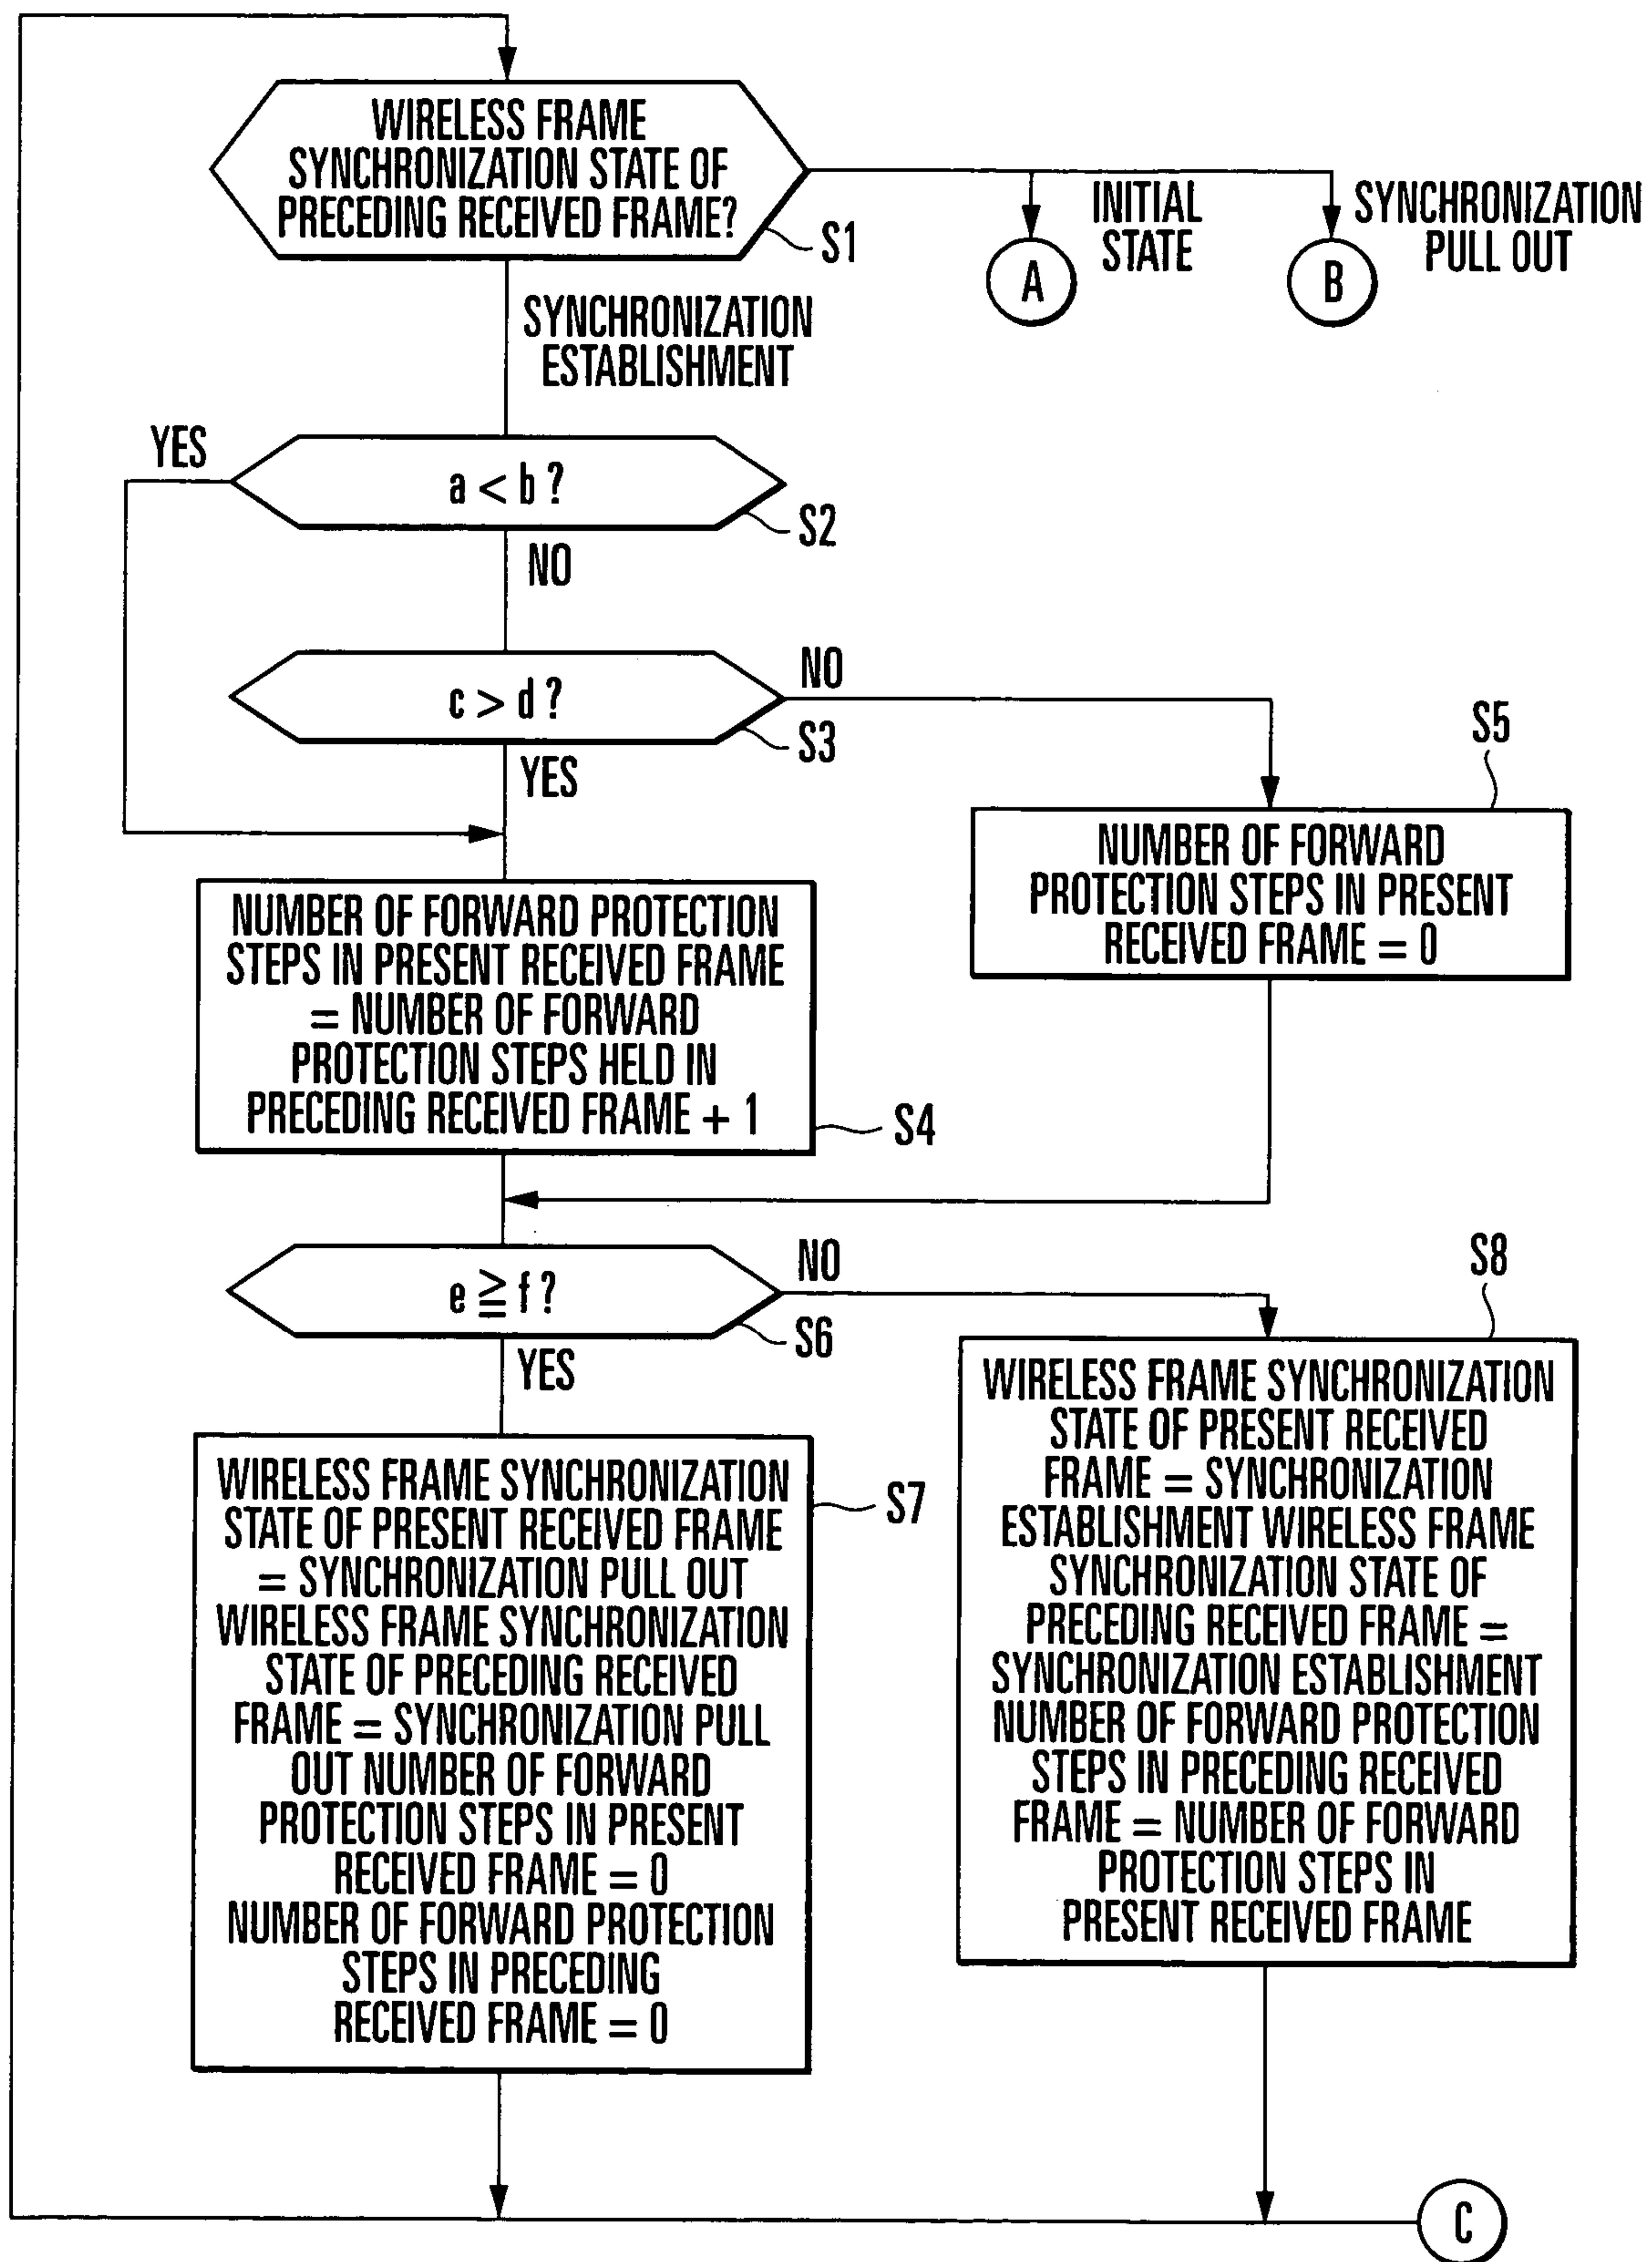 WIRELESS FRAME
SYNCHRONIZATION STATE OF
PRECEDING RECEIVED FRAME?
S1
INITIAL
STATE
SYNCHRONIZATION
PULL OUT
A
B
SYNCHRONIZATION
ESTABLISHMENT
YES
a < b ?
S2
NO
c > d ?
NO
S3
YES
S5
NUMBER OF FORWARD
PROTECTION STEPS IN PRESENT
RECEIVED FRAME = 0
NUMBER OF FORWARD PROTECTION
STEPS IN PRESENT RECEIVED FRAME
= NUMBER OF FORWARD
PROTECTION STEPS HELD IN
PRECEDING RECEIVED FRAME + 1
S4
e ≧ f ?
NO
S6
YES
S8
WIRELESS FRAME SYNCHRONIZATION
STATE OF PRESENT RECEIVED
FRAME = SYNCHRONIZATION
ESTABLISHMENT WIRELESS FRAME
SYNCHRONIZATION STATE OF
PRECEDING RECEIVED FRAME =
SYNCHRONIZATION ESTABLISHMENT
NUMBER OF FORWARD PROTECTION
STEPS IN PRECEDING RECEIVED
FRAME = NUMBER OF FORWARD
PROTECTION STEPS IN
PRESENT RECEIVED FRAME
WIRELESS FRAME SYNCHRONIZATION
STATE OF PRESENT RECEIVED FRAME
= SYNCHRONIZATION PULL OUT
WIRELESS FRAME SYNCHRONIZATION
STATE OF PRECEDING RECEIVED
FRAME = SYNCHRONIZATION PULL
OUT NUMBER OF FORWARD
PROTECTION STEPS IN PRESENT
RECEIVED FRAME = 0
NUMBER OF FORWARD PROTECTION
STEPS IN PRECEDING
RECEIVED FRAME = 0
S7
C